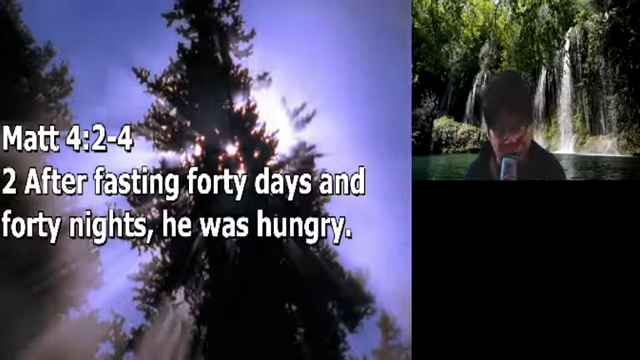 Matt 4:2-4
2 After fasting forty days and
forty nights, he was hungry.